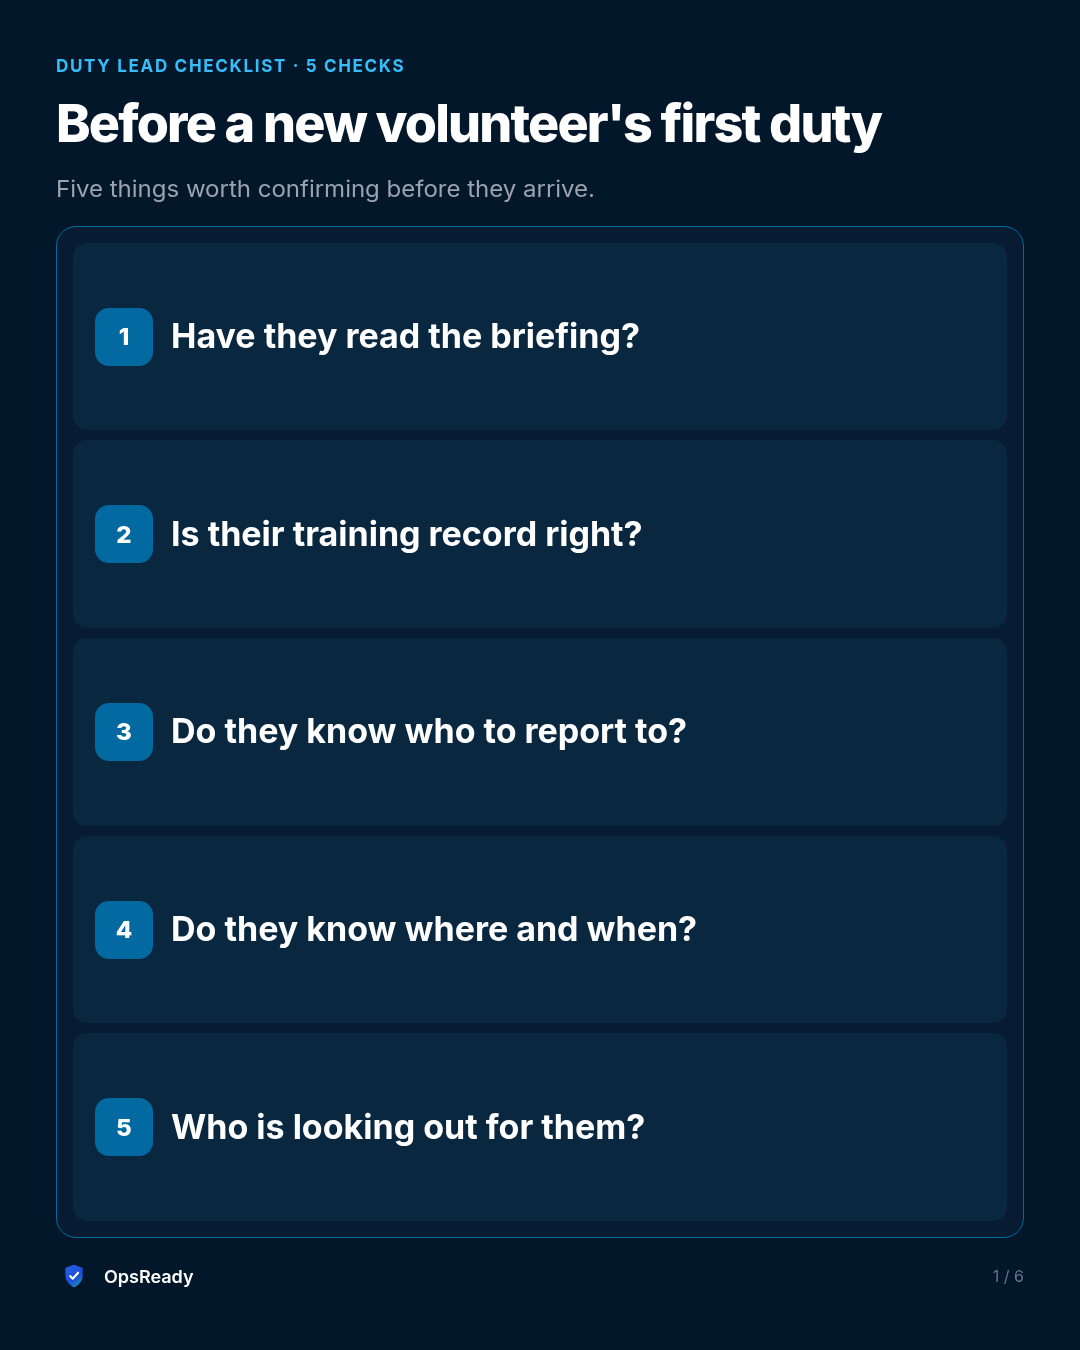 DUTY LEAD CHECKLIST · 5 CHECKS
Before a new volunteer's first duty
Five things worth confirming before they arrive.
1 Have they read the briefing?
2 Is their training record right?
3 Do they know who to report to?
4 Do they know where and when?
5 Who is looking out for them?
OpsReady
1 / 6